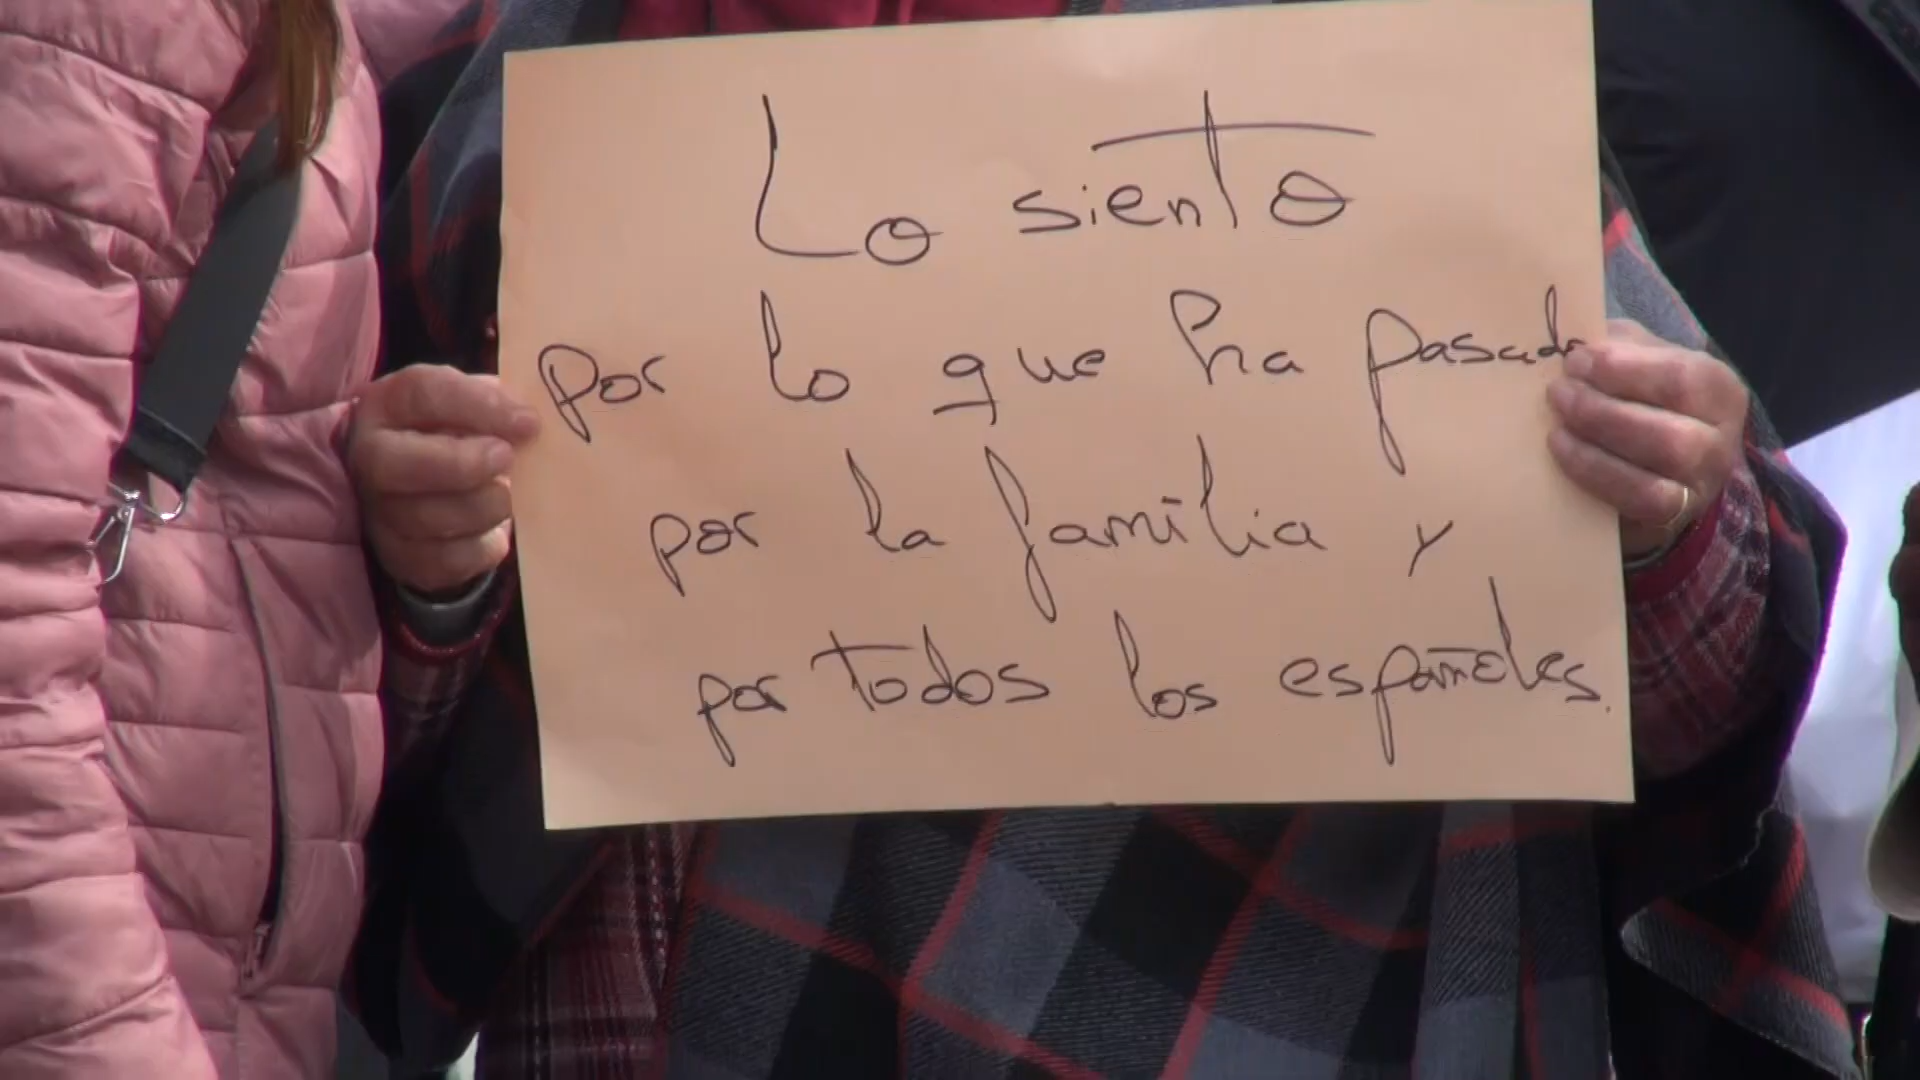 Lo siento
por lo que ha pasado
por la familia y
por todos los españoles.